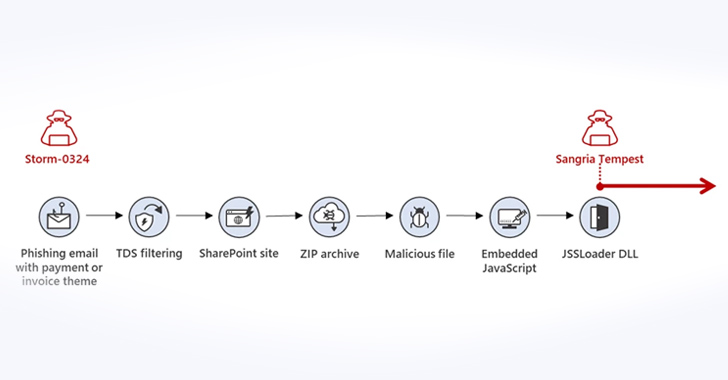 Storm-0324
Sangria Tempest
Phishing email
with payment or
invoice theme
TDS filtering
SharePoint site
ZIP archive
Malicious file
Embedded
JavaScript
JSSLoader DLL